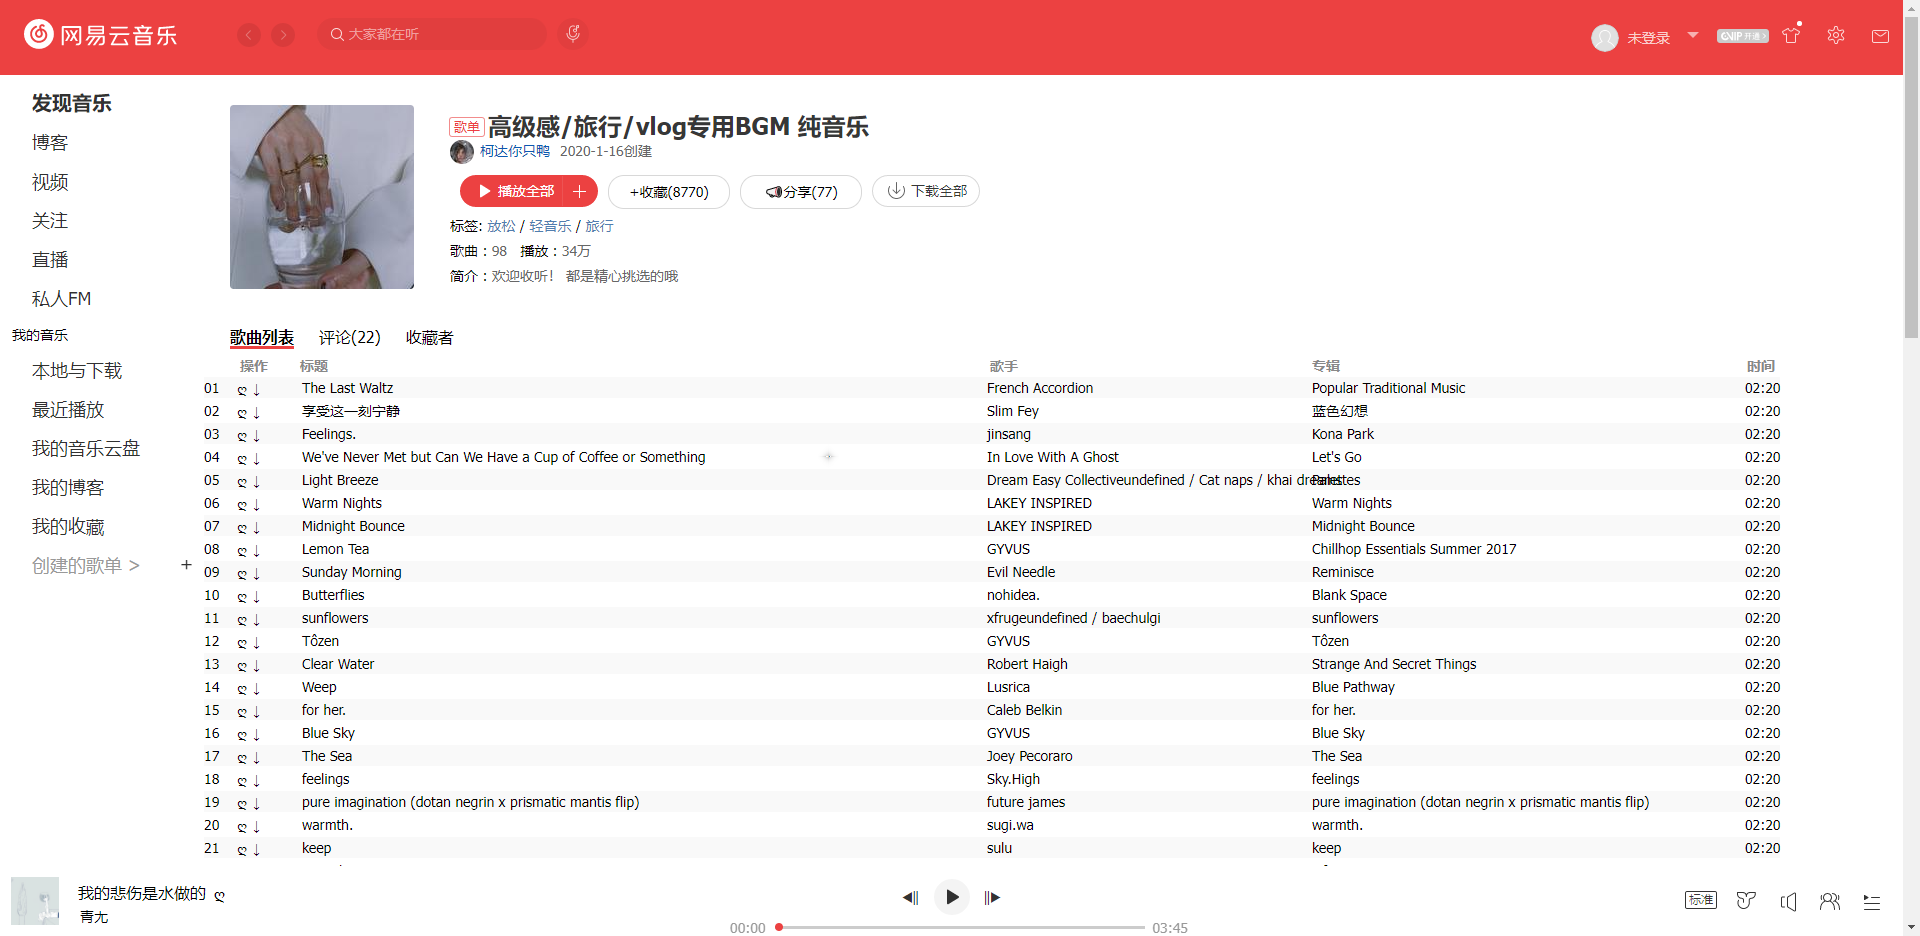 网易云音乐
大家都在听
未登录
VIP开通>
发现音乐
博客
视频
关注
直播
私人FM
我的音乐
本地与下载
最近播放
我的音乐云盘
我的博客
我的收藏
创建的歌单 > +
歌单 高级感/旅行/vlog专用BGM 纯音乐
柯达你只鸭 2020-1-16创建
播放全部 + +收藏(8770) 分享(77) 下载全部
标签: 放松 / 轻音乐 / 旅行
歌曲：98 播放：34万
简介：欢迎收听！ 都是精心挑选的哦
歌曲列表 评论(22) 收藏者
操作 标题 歌手 专辑 时间
01 ღ ↓ The Last Waltz French Accordion Popular Traditional Music 02:20
02 ღ ↓ 享受这一刻宁静 Slim Fey 蓝色幻想 02:20
03 ღ ↓ Feelings. jinsang Kona Park 02:20
04 ღ ↓ We've Never Met but Can We Have a Cup of Coffee or Something In Love With A Ghost Let's Go 02:20
05 ღ ↓ Light Breeze Dream Easy Collectiveundefined / Cat naps / khai dreams Palettes 02:20
06 ღ ↓ Warm Nights LAKEY INSPIRED Warm Nights 02:20
07 ღ ↓ Midnight Bounce LAKEY INSPIRED Midnight Bounce 02:20
08 ღ ↓ Lemon Tea GYVUS Chillhop Essentials Summer 2017 02:20
09 ღ ↓ Sunday Morning Evil Needle Reminisce 02:20
10 ღ ↓ Butterflies nohidea. Blank Space 02:20
11 ღ ↓ sunflowers xfrugeundefined / baechulgi sunflowers 02:20
12 ღ ↓ Tôzen GYVUS Tôzen 02:20
13 ღ ↓ Clear Water Robert Haigh Strange And Secret Things 02:20
14 ღ ↓ Weep Lusrica Blue Pathway 02:20
15 ღ ↓ for her. Caleb Belkin for her. 02:20
16 ღ ↓ Blue Sky GYVUS Blue Sky 02:20
17 ღ ↓ The Sea Joey Pecoraro The Sea 02:20
18 ღ ↓ feelings Sky.High feelings 02:20
19 ღ ↓ pure imagination (dotan negrin x prismatic mantis flip) future james pure imagination (dotan negrin x prismatic mantis flip) 02:20
20 ღ ↓ warmth. sugi.wa warmth. 02:20
21 ღ ↓ keep sulu keep 02:20
我的悲伤是水做的 ღ
青尢
标准
00:00 03:45